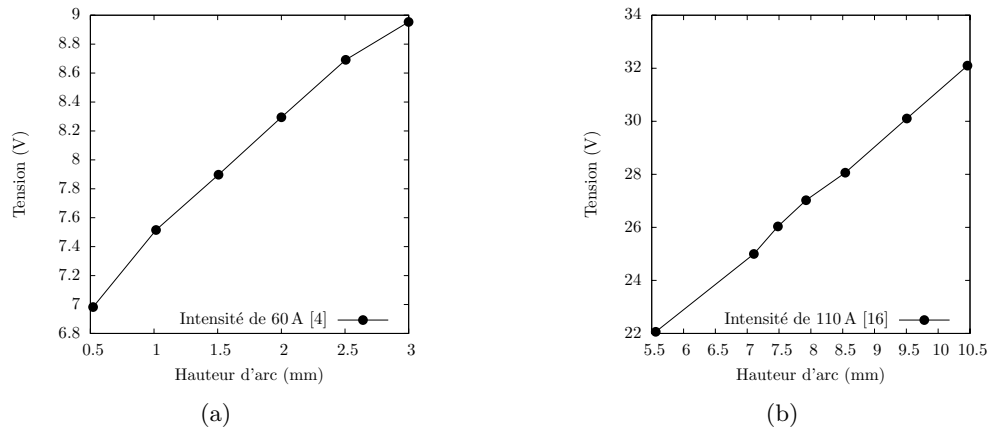 9
8.8
8.6
8.4
8.2
8
7.8
7.6
7.4
7.2
7
6.8
Tension (V)
Intensité de 60 A [4]
0.5 1 1.5 2 2.5 3
Hauteur d'arc (mm)
(a)
34
32
30
28
26
24
22
Tension (V)
Intensité de 110 A [16]
5.5 6 6.5 7 7.5 8 8.5 9 9.5 10 10.5
Hauteur d'arc (mm)
(b)